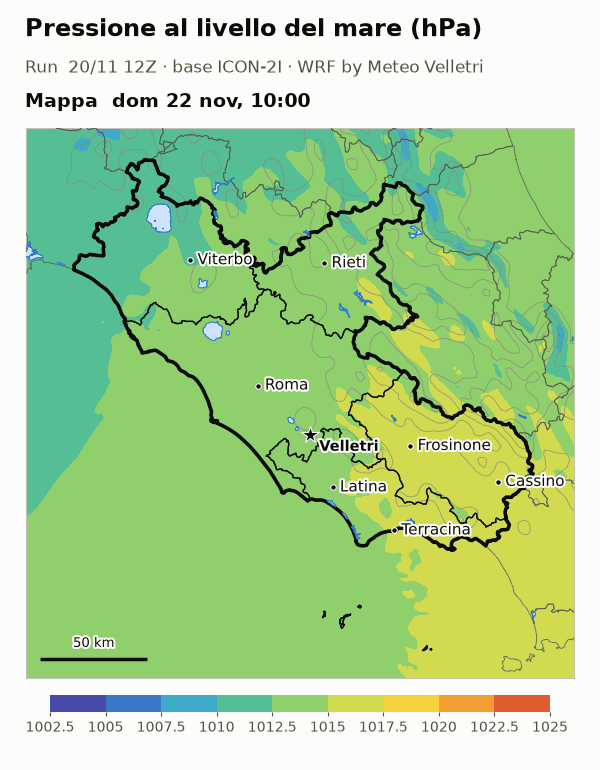 Pressione al livello del mare (hPa)
Run 20/11 12Z · base ICON-2I · WRF by Meteo Velletri
Mappa dom 22 nov, 10:00
Viterbo
Rieti
Roma
Velletri
Frosinone
Latina
Cassino
Terracina
50 km
1002.5 1005 1007.5 1010 1012.5 1015 1017.5 1020 1022.5 1025